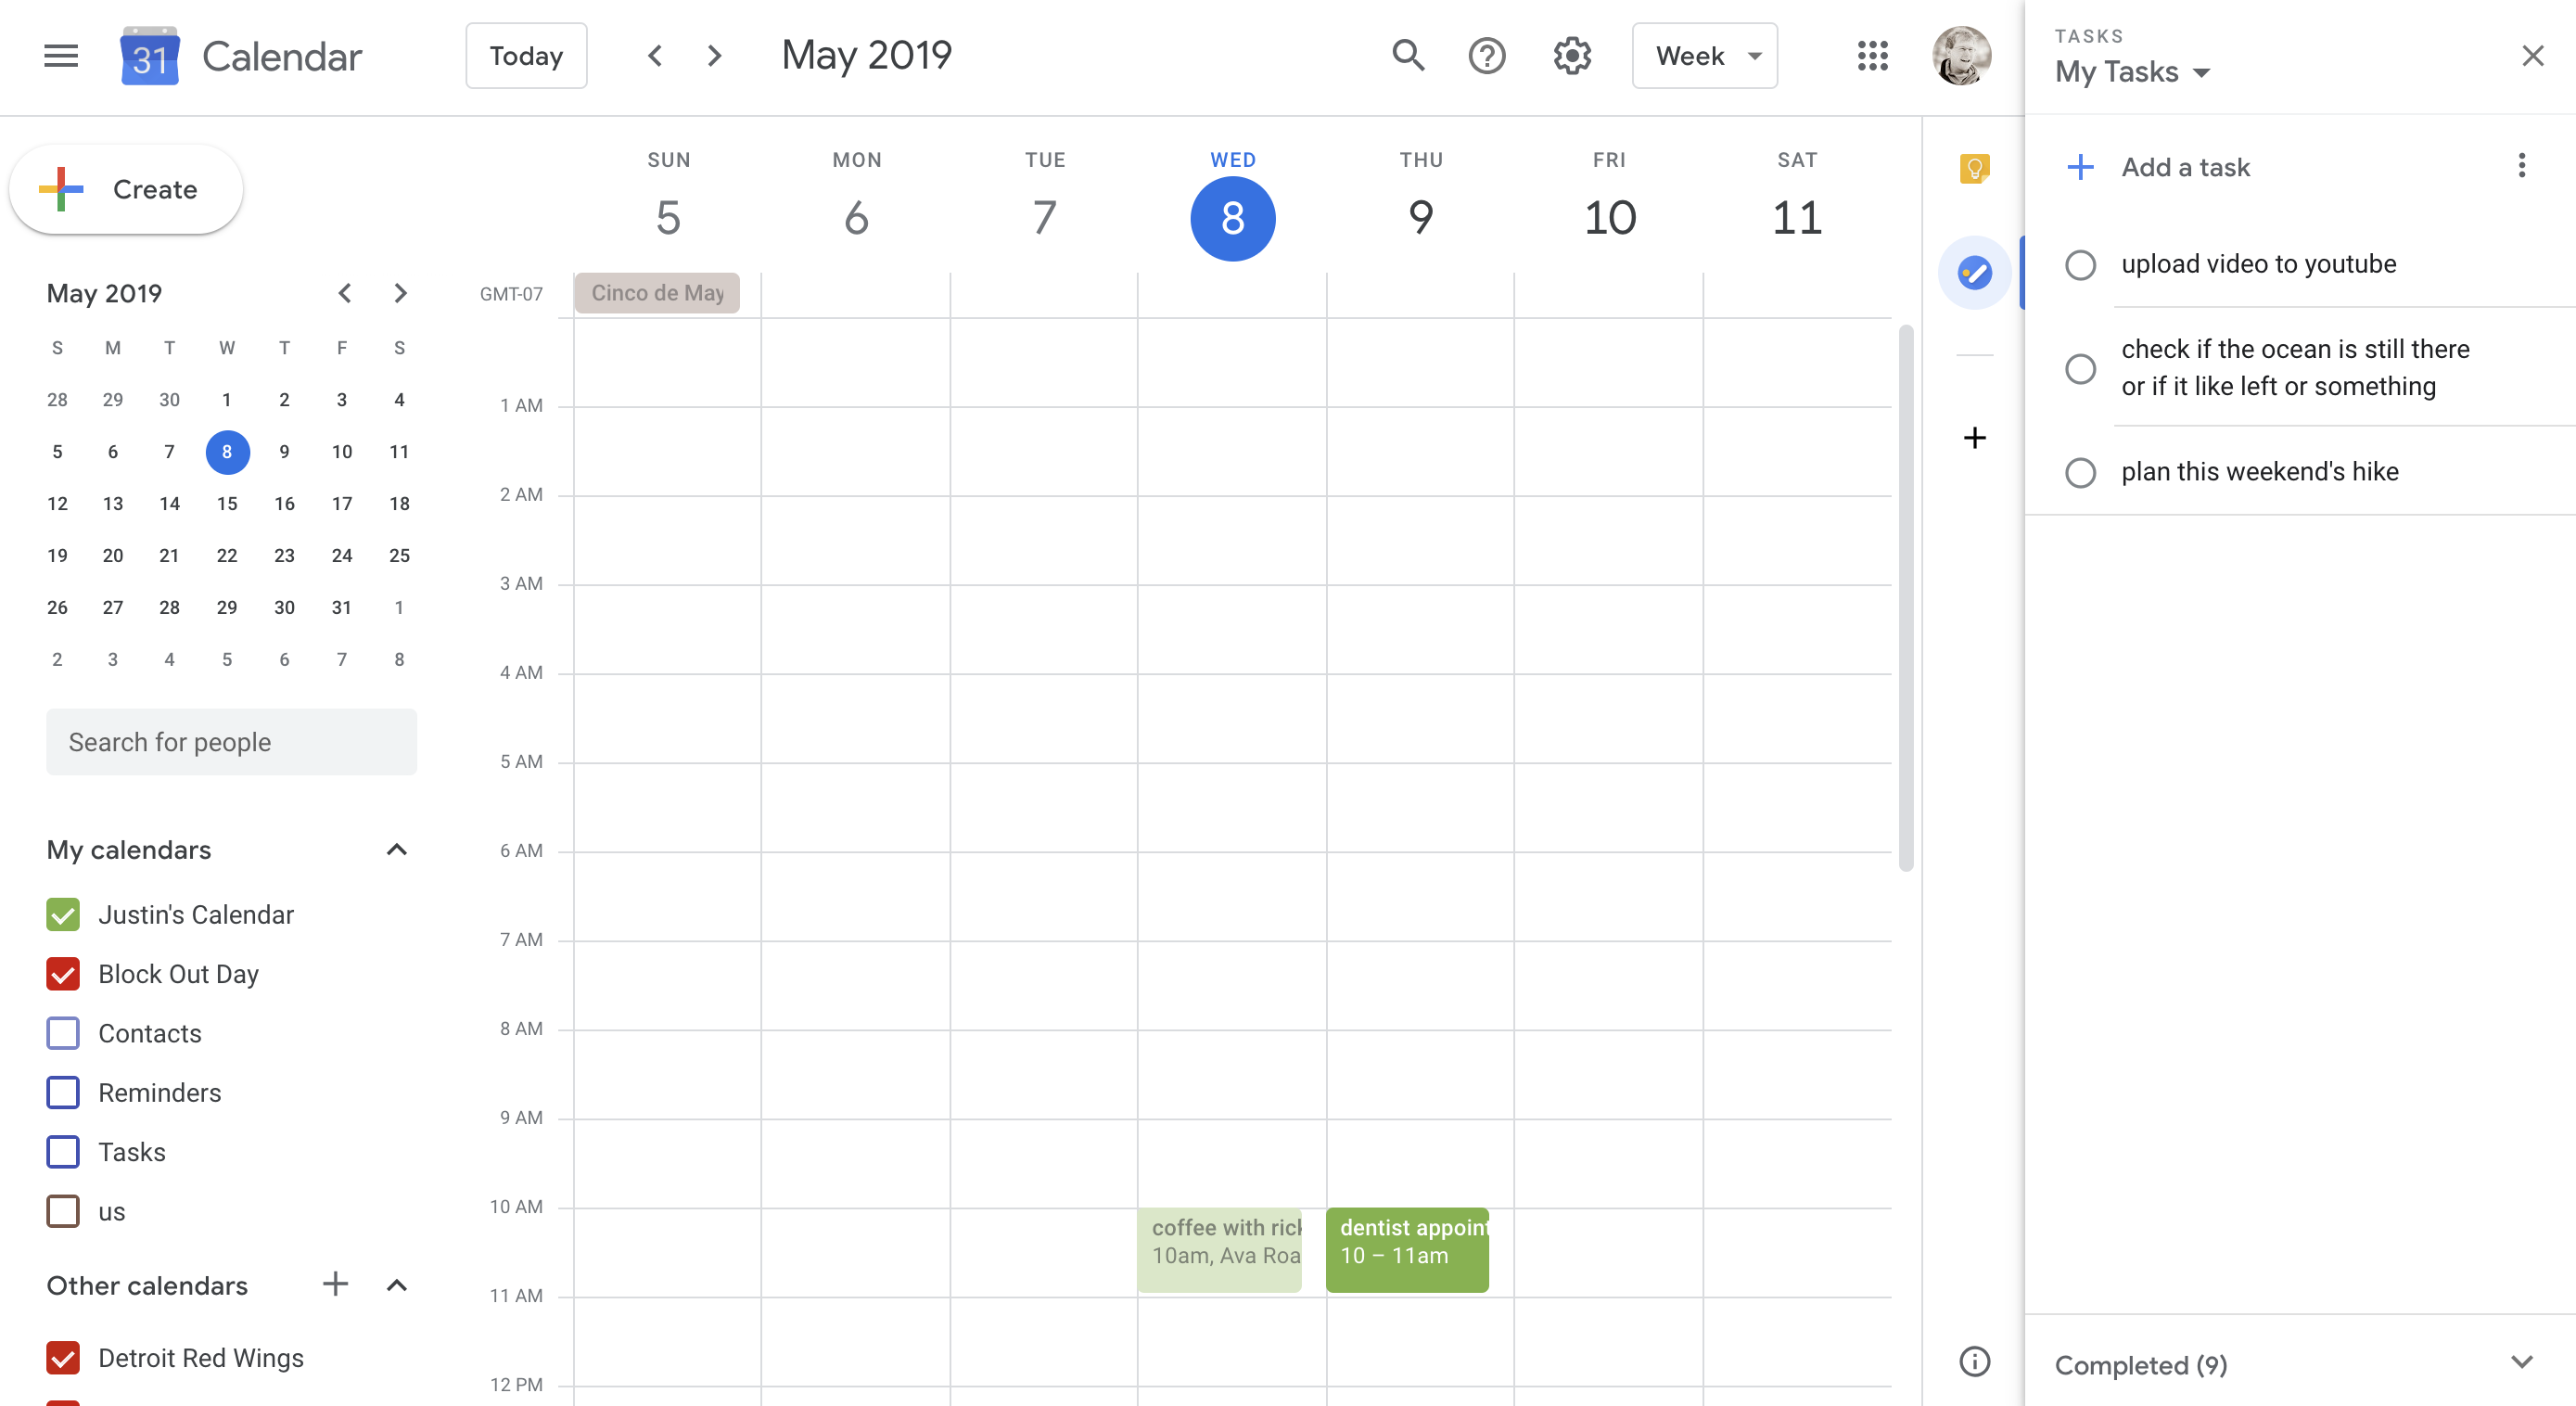 31 Calendar Today May 2019 Week
TASKS
My Tasks
Create
SUN MON TUE WED THU FRI SAT
5 6 7 8 9 10 11
Add a task
upload video to youtube
check if the ocean is still there
or if it like left or something
plan this weekend's hike
May 2019
S M T W T F S
28 29 30 1 2 3 4
5 6 7 8 9 10 11
12 13 14 15 16 17 18
19 20 21 22 23 24 25
26 27 28 29 30 31 1
2 3 4 5 6 7 8
Search for people
My calendars
Justin's Calendar
Block Out Day
Contacts
Reminders
Tasks
us
Other calendars
Detroit Red Wings
GMT-07
Cinco de May
1 AM
2 AM
3 AM
4 AM
5 AM
6 AM
7 AM
8 AM
9 AM
10 AM
coffee with rick
10am, Ava Roa
dentist appoint
10 – 11am
11 AM
12 PM
Completed (9)